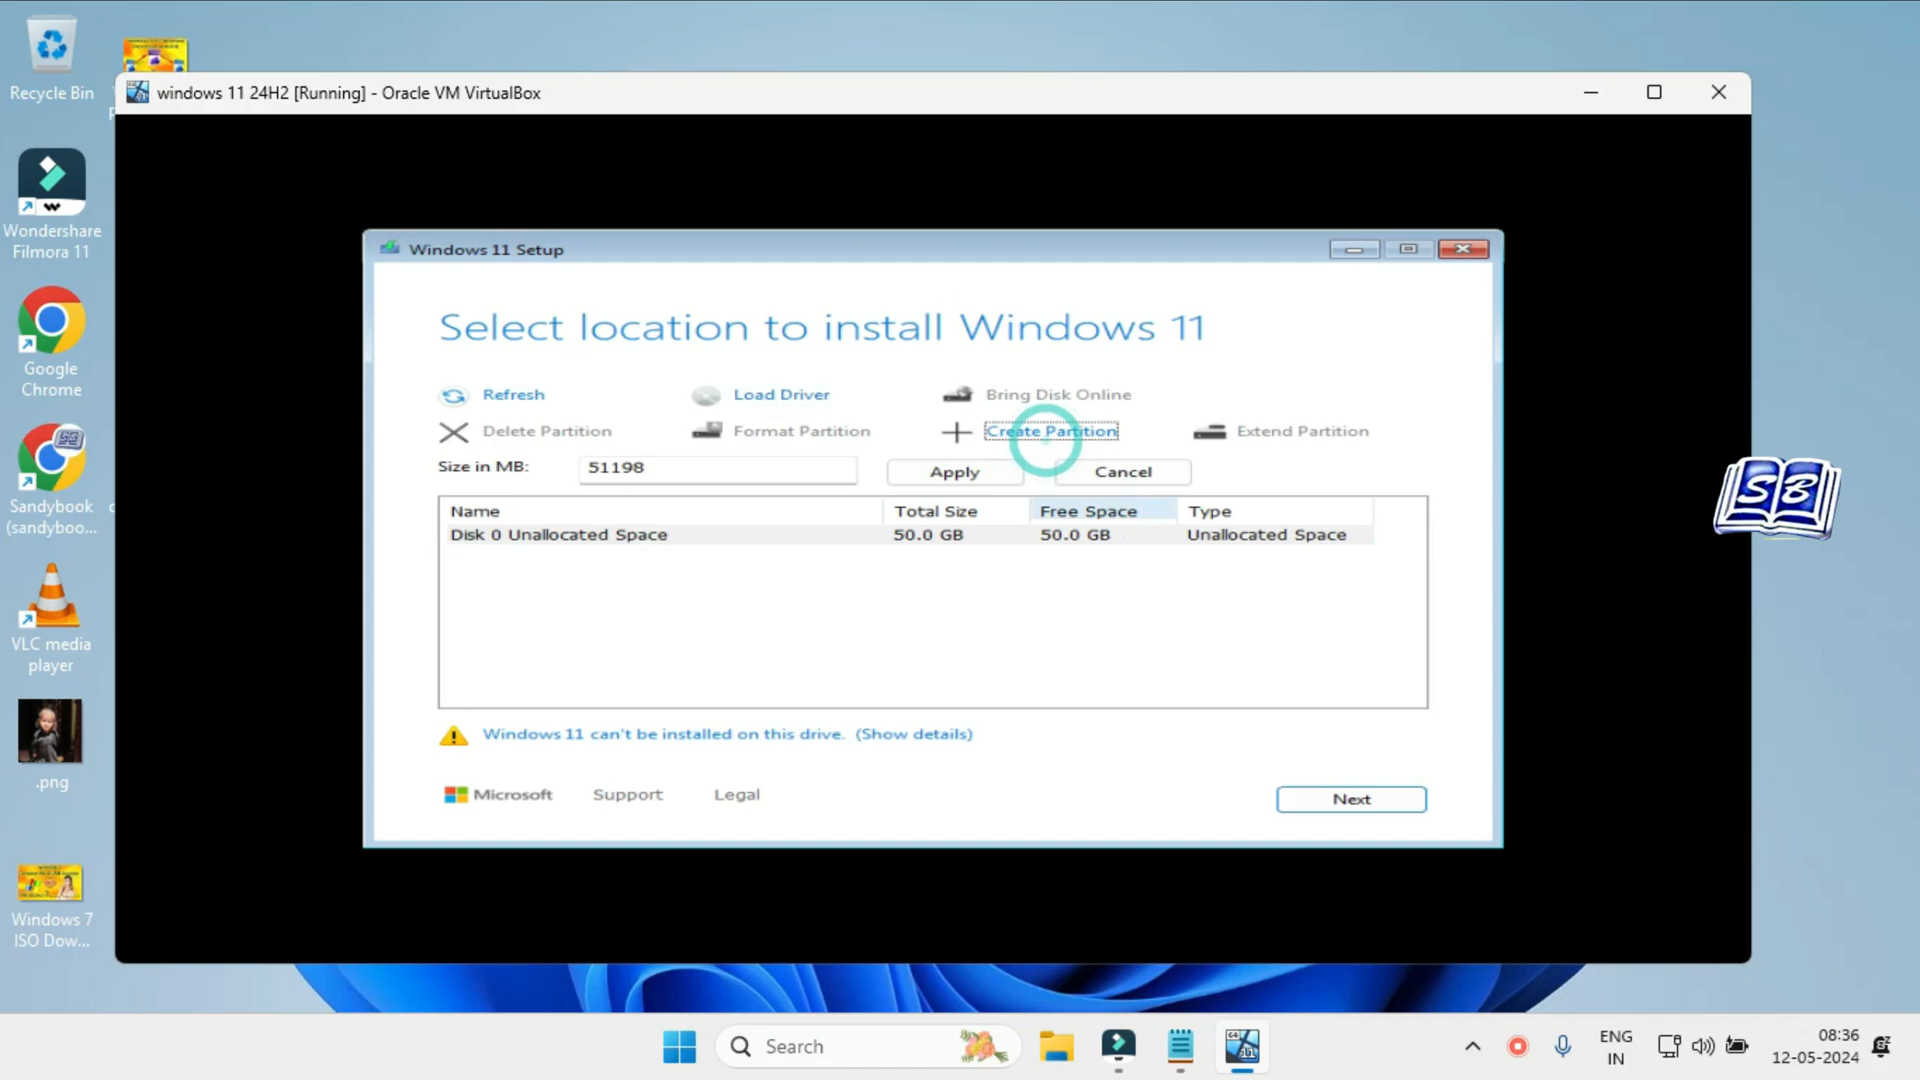 Recycle Bin
windows 11 24H2 [Running] - Oracle VM VirtualBox
Wondershare
Filmora 11
Google
Chrome
Sandybook
(sandyboo...
VLC media
player
.png
Windows 7
ISO Dow...
Windows 11 Setup
Select location to install Windows 11
Refresh
Load Driver
Bring Disk Online
Delete Partition
Format Partition
Create Partition
Extend Partition
Size in MB:
51198
Apply
Cancel
Name
Total Size
Free Space
Type
Disk 0 Unallocated Space
50.0 GB
50.0 GB
Unallocated Space
Windows 11 can't be installed on this drive. (Show details)
Microsoft
Support
Legal
Next
SB
Search
ENG
IN
08:36
12-05-2024